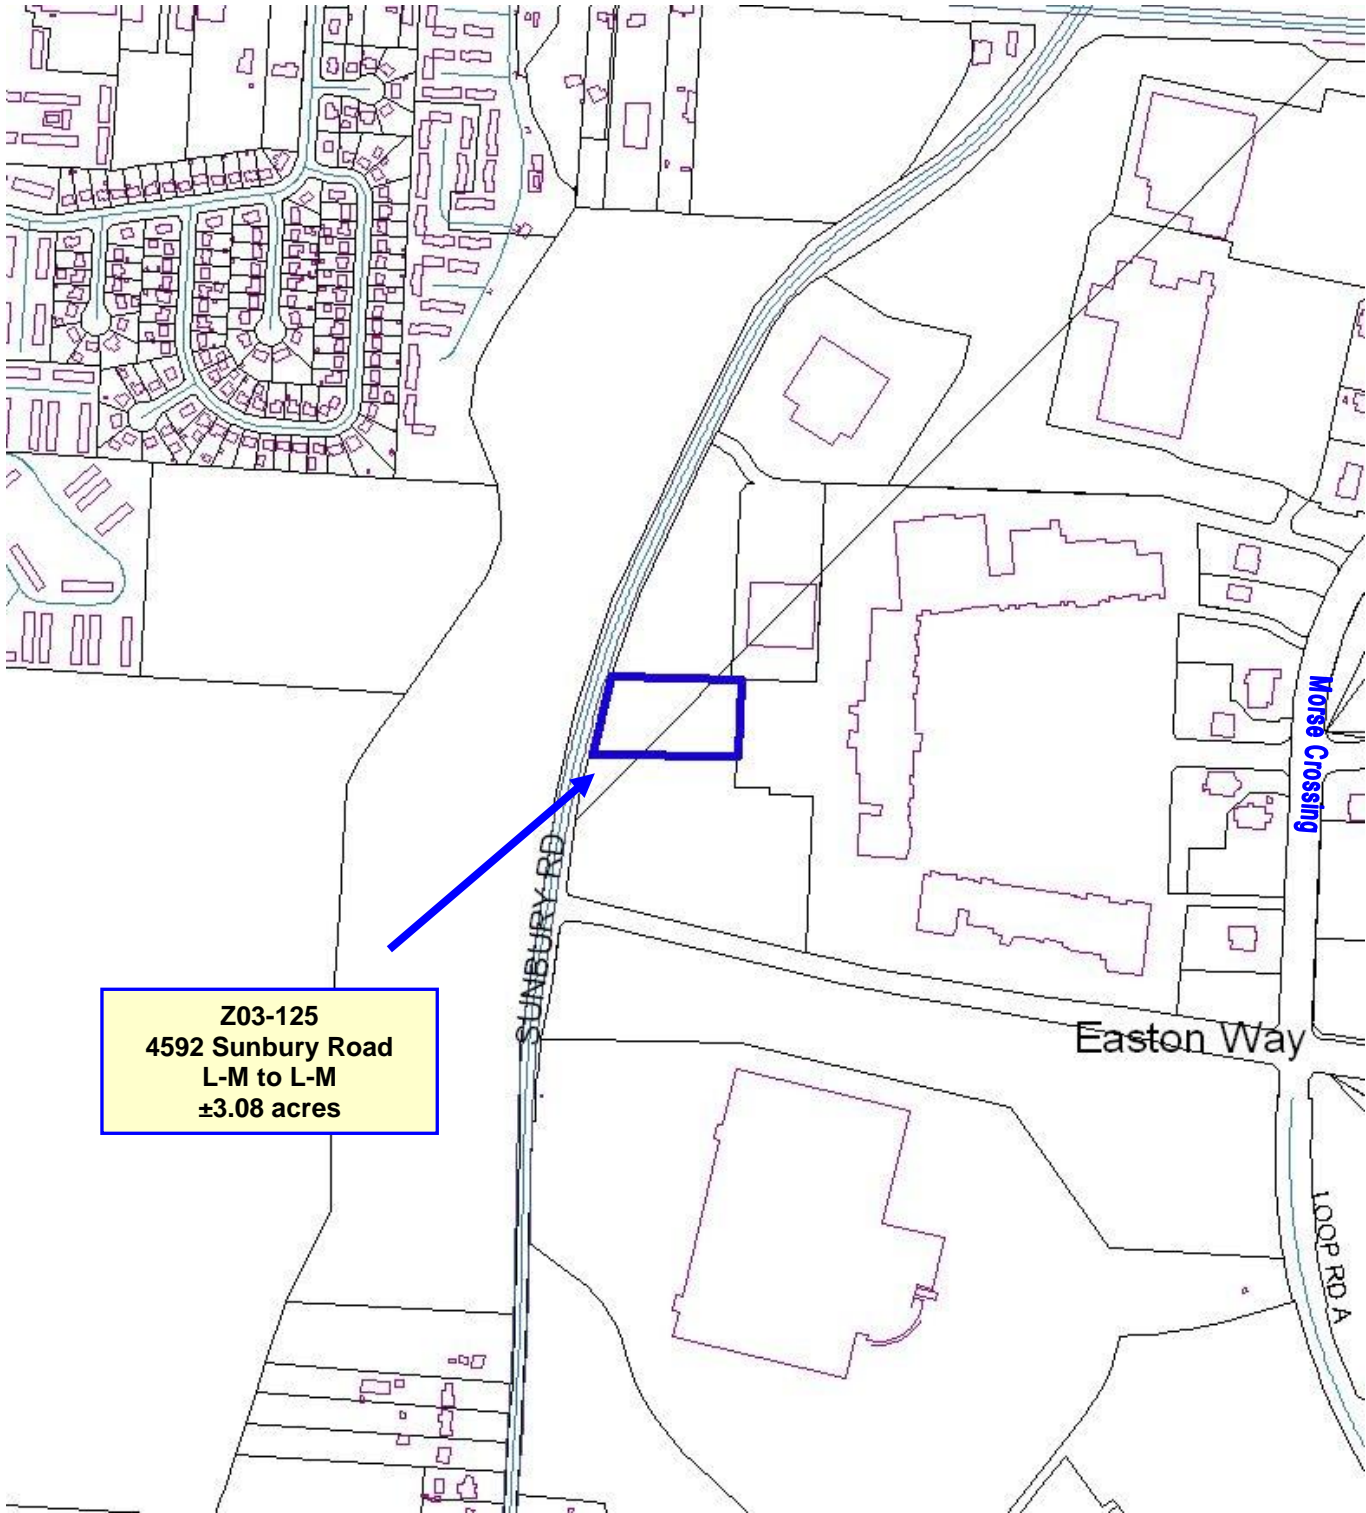 Morse Crossing
SUNBURY RD
Z03-125
4592 Sunbury Road
L-M to L-M
±3.08 acres
Easton Way
LOOP RD A